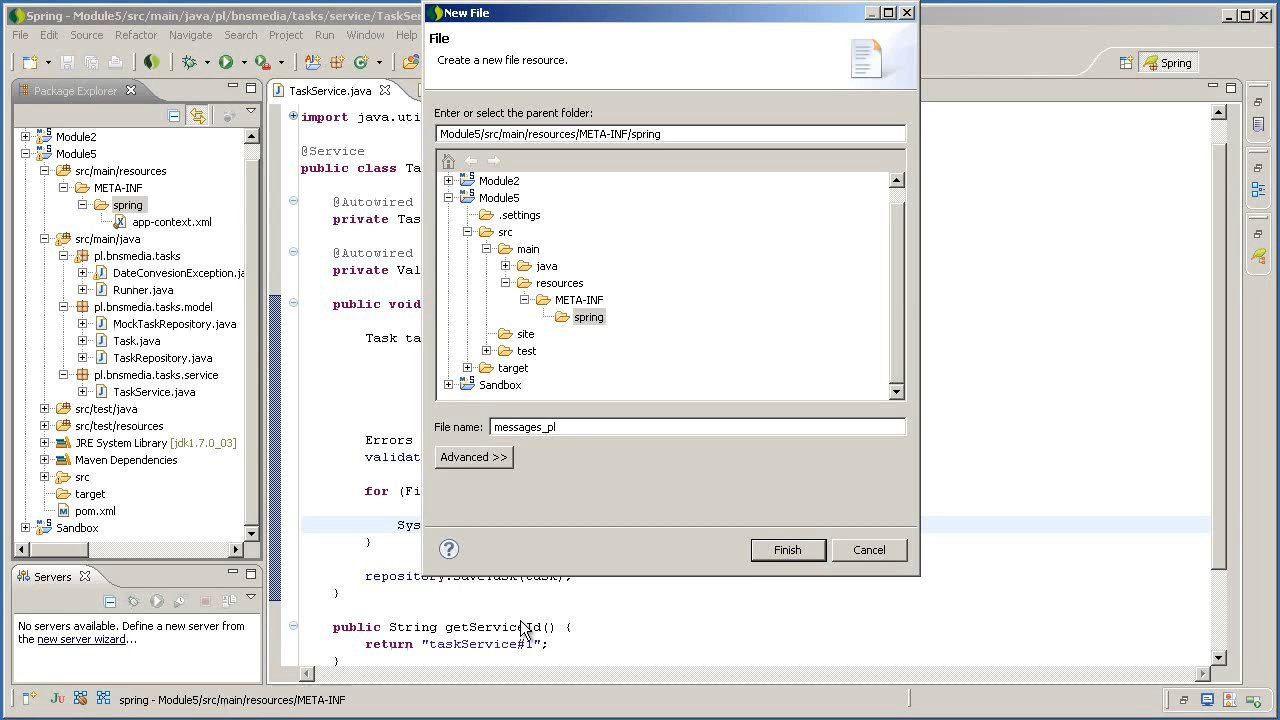 Spring - Module5/src/main/java/pl/bnsmedia/tasks/service/TaskServ
File Edit Source Refactor Navigate Search Project Run Window Help
Spring
Package Explorer
Module2
Module5
src/main/resources
META-INF
spring
app-context.xml
src/main/java
pl.bnsmedia.tasks
DateConvesionException.ja
Runner.java
pl.bnsmedia.tasks.model
MockTaskRepository.java
Task.java
TaskRepository.java
pl.bnsmedia.tasks.service
TaskService.java
src/test/java
src/test/resources
JRE System Library [jdk1.7.0_03]
Maven Dependencies
src
target
pom.xml
Sandbox
Servers
No servers available. Define a new server from
the new server wizard...
TaskService.java
import java.uti
@Service
public class Ta
@Autowired
private Tas
@Autowired
private Val
public void
Task ta
Errors
validat
for (Fi
Sys
}
repository.saveTask(task);
}
public String getServiceId() {
return "taskService#1";
}
New File
File
Create a new file resource.
Enter or select the parent folder:
Module5/src/main/resources/META-INF/spring
Module2
Module5
.settings
src
main
java
resources
META-INF
spring
site
test
target
Sandbox
File name: messages_pl
Advanced >>
Finish Cancel
spring - Module5/src/main/resources/META-INF